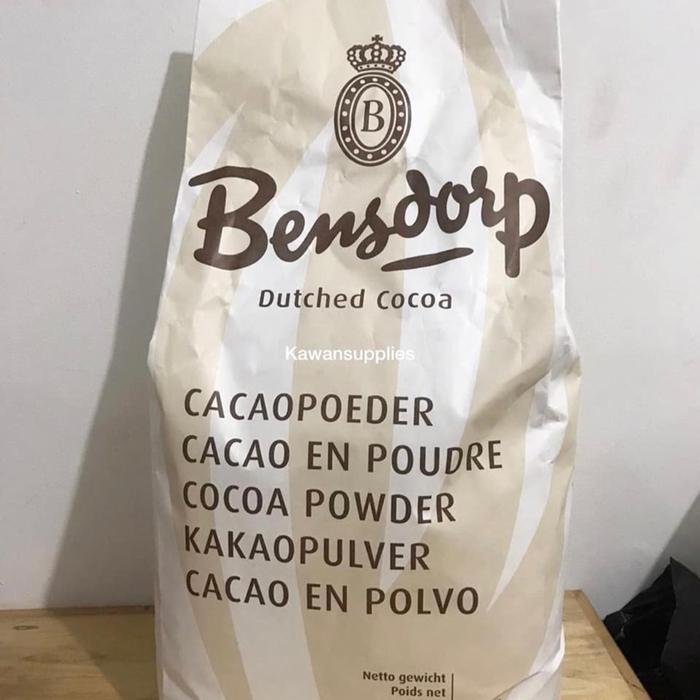 B
Bensdorp
Dutched Cocoa
Kawansupplies
CACAOPOEDER
CACAO EN POUDRE
COCOA POWDER
KAKAOPULVER
CACAO EN POLVO
Netto gewicht
Poids net